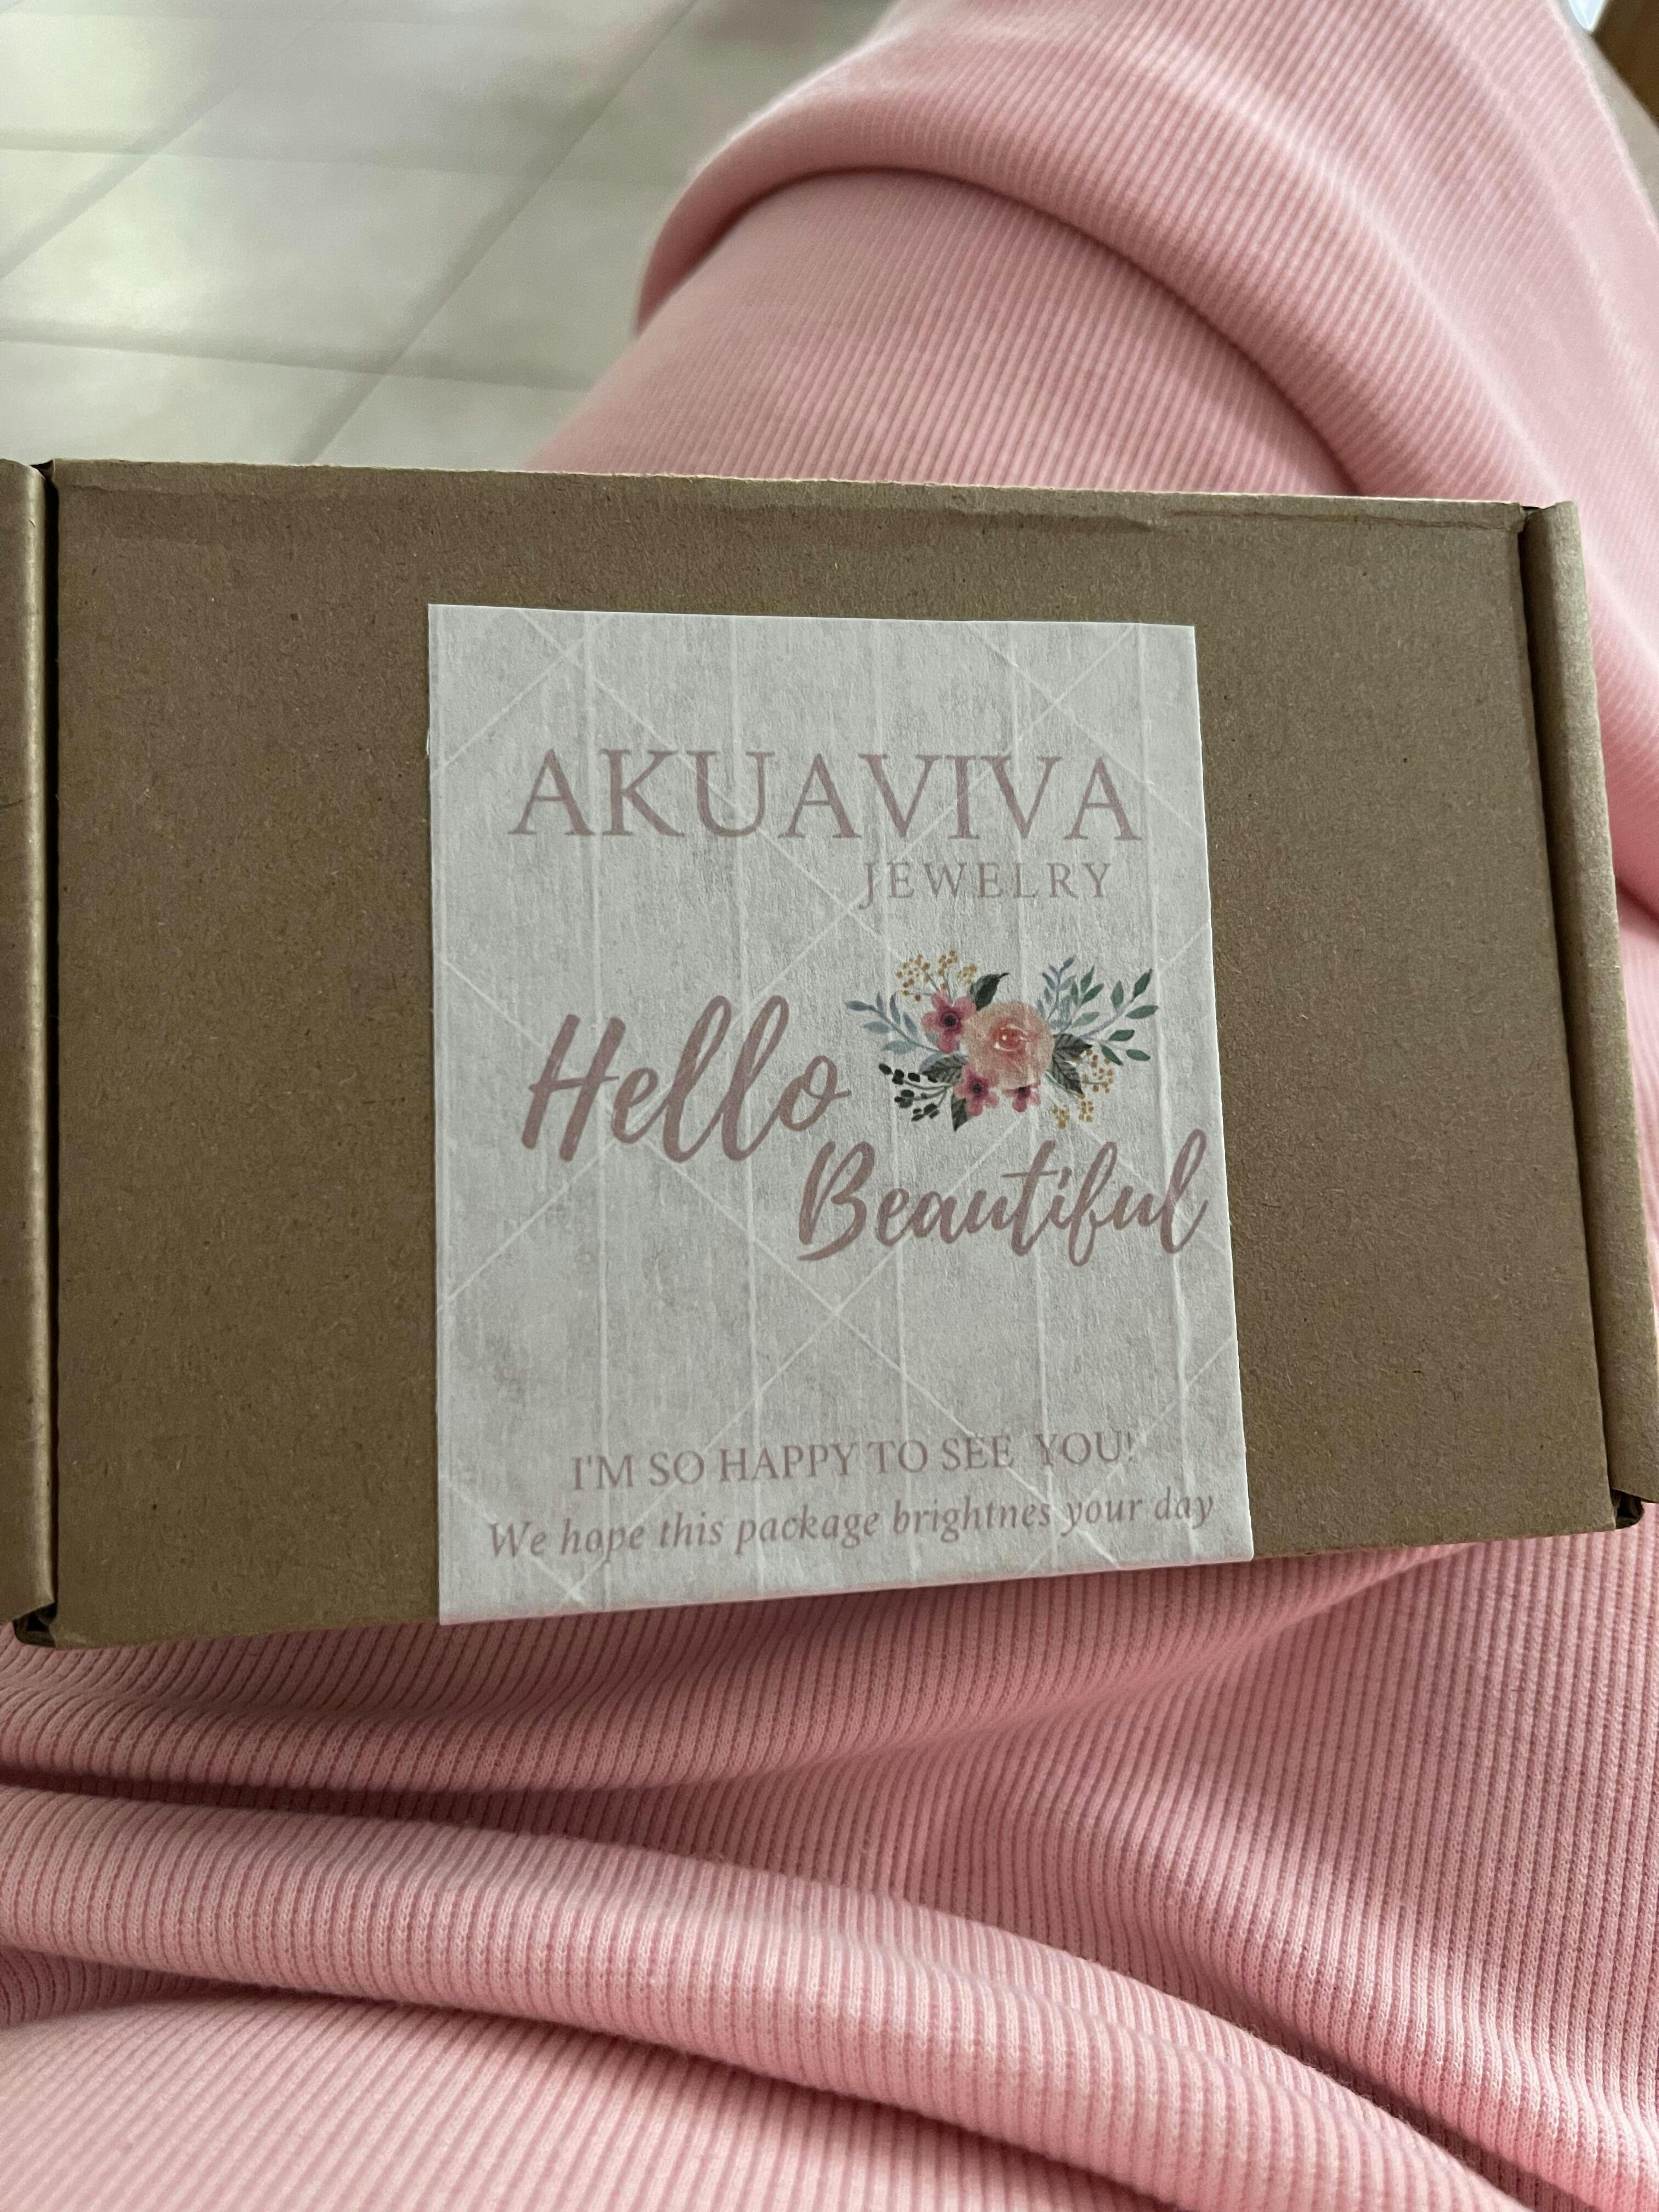 AKUAVIVA
JEWELRY
Hello
Beautiful
I'M SO HAPPY TO SEE YOU!
We hope this package brightnes your day